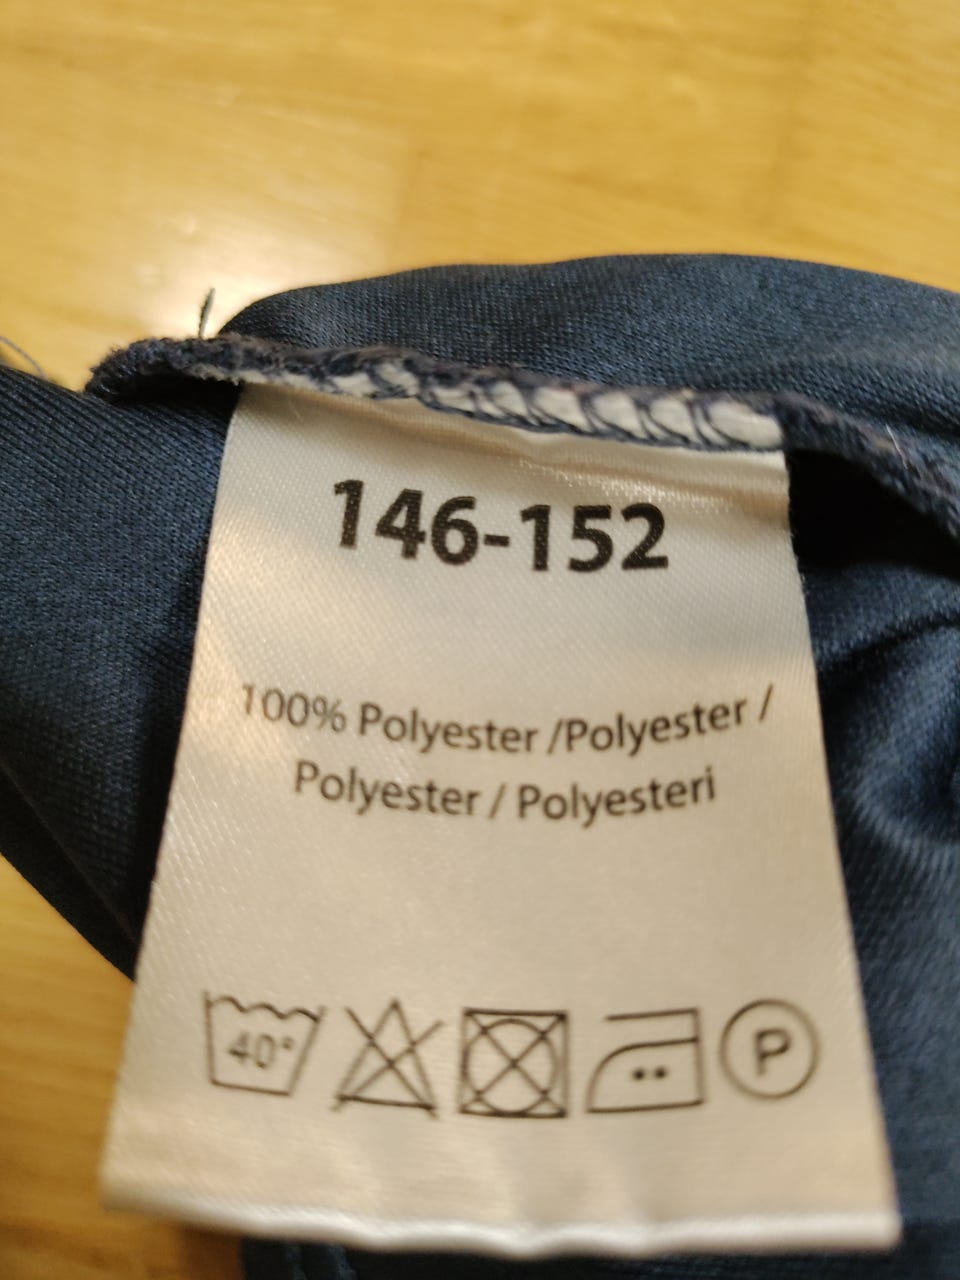 146-152
100% Polyester /Polyester /
Polyester / Polyesteri
40°
P